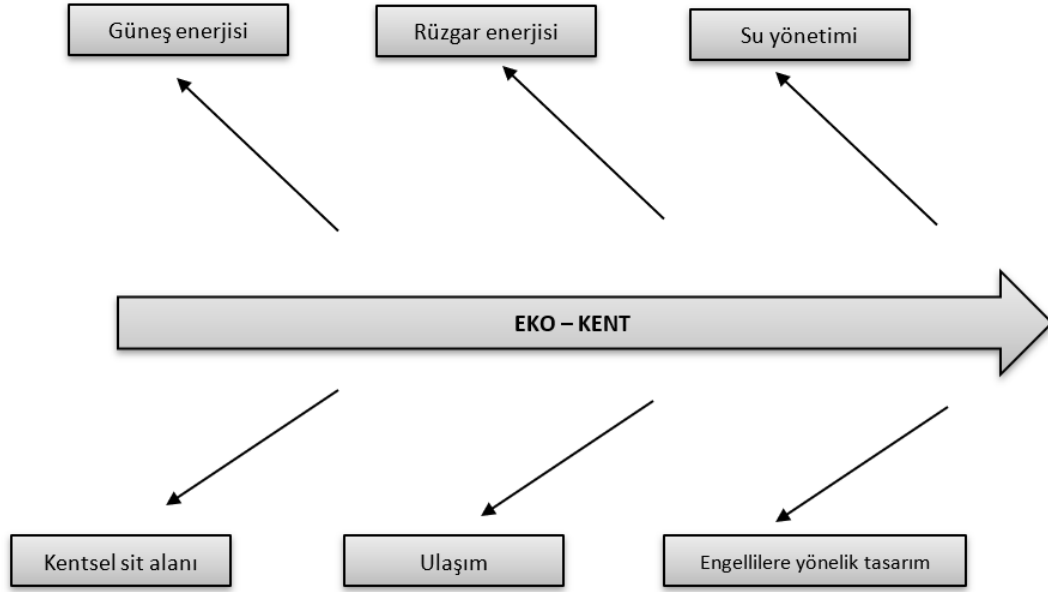 Güneş enerjisi
Rüzgar enerjisi
Su yönetimi
EKO – KENT
Kentsel sit alanı
Ulaşım
Engellilere yönelik tasarım